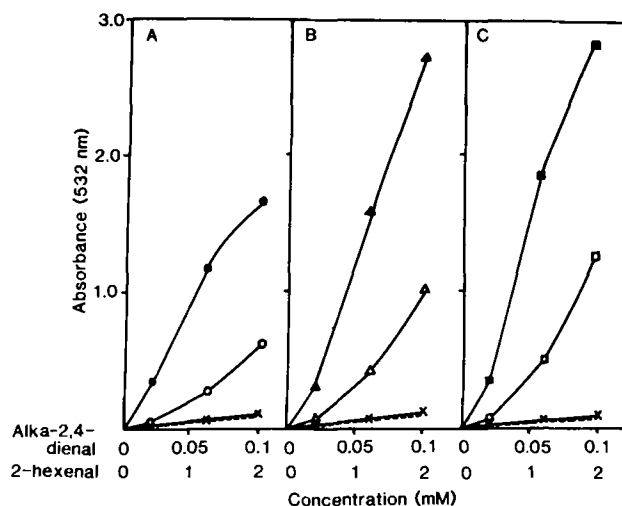 3.0
2.0
1.0
Absorbance (532 nm)
A
B
C
Alka-2,4-
dienal
0 0.05 0.1 0 0.05 0.1 0 0.05 0.1
2-hexenal
0 1 2 0 1 2 0 1 2
Concentration (mM)